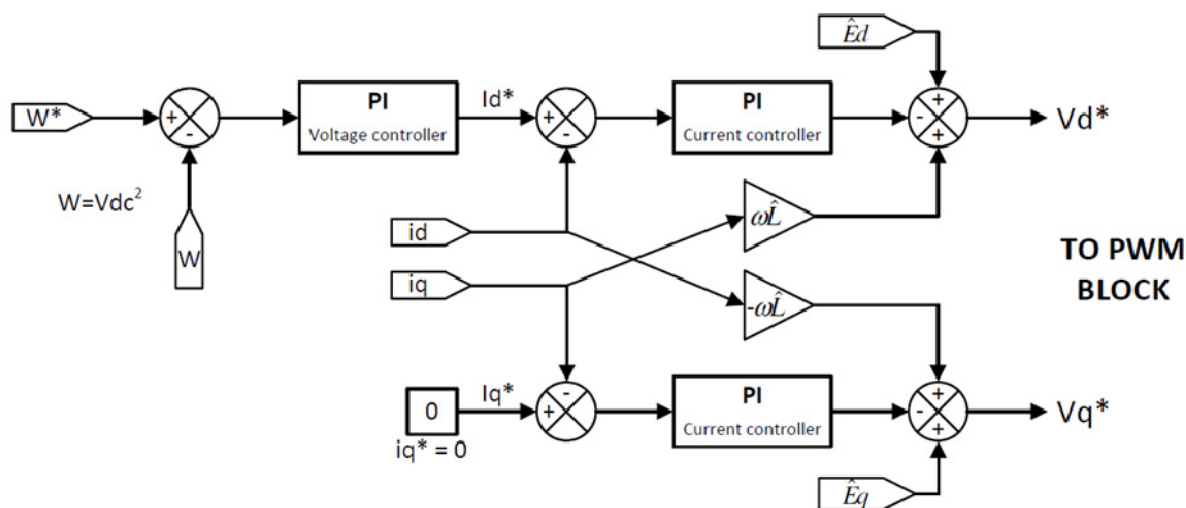 Êd
W*
+
-
PI
Voltage controller
Id*
+
-
PI
Current controller
+
-
+
Vd*
W=Vdc²
W
id
iq
ωL̂
-ωL̂
TO PWM
BLOCK
0
iq* = 0
Iq*
-
+
PI
Current controller
+
-
+
Vq*
Êq